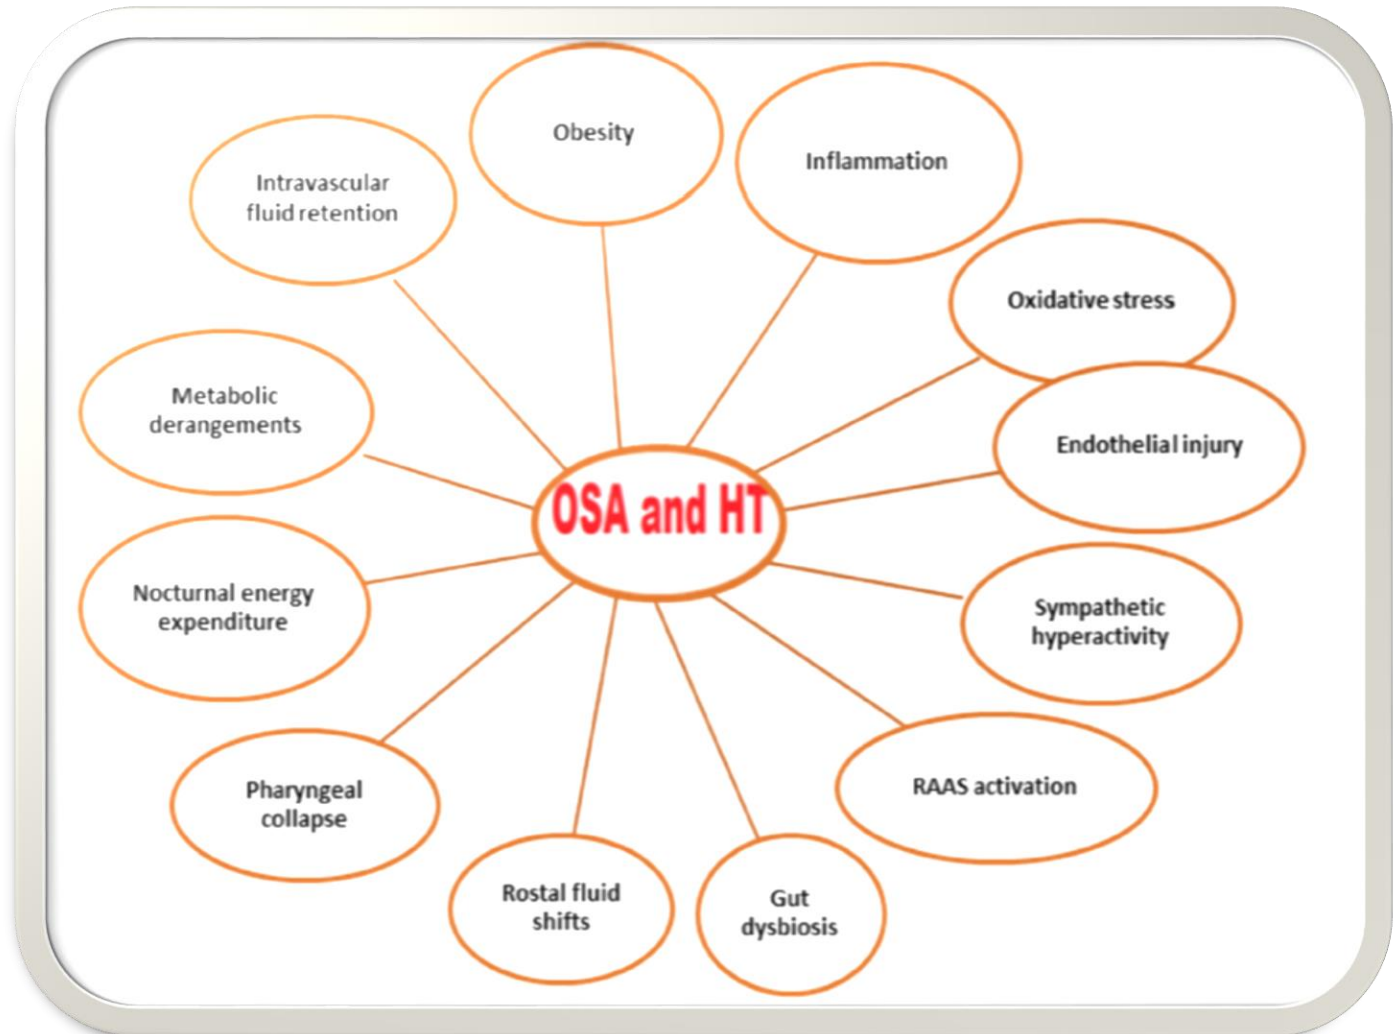 Obesity
Inflammation
Intravascular
fluid retention
Oxidative stress
Metabolic
derangements
Endothelial injury
OSA and HT
Nocturnal energy
expenditure
Sympathetic
hyperactivity
Pharyngeal
collapse
RAAS activation
Rostal fluid
shifts
Gut
dysbiosis